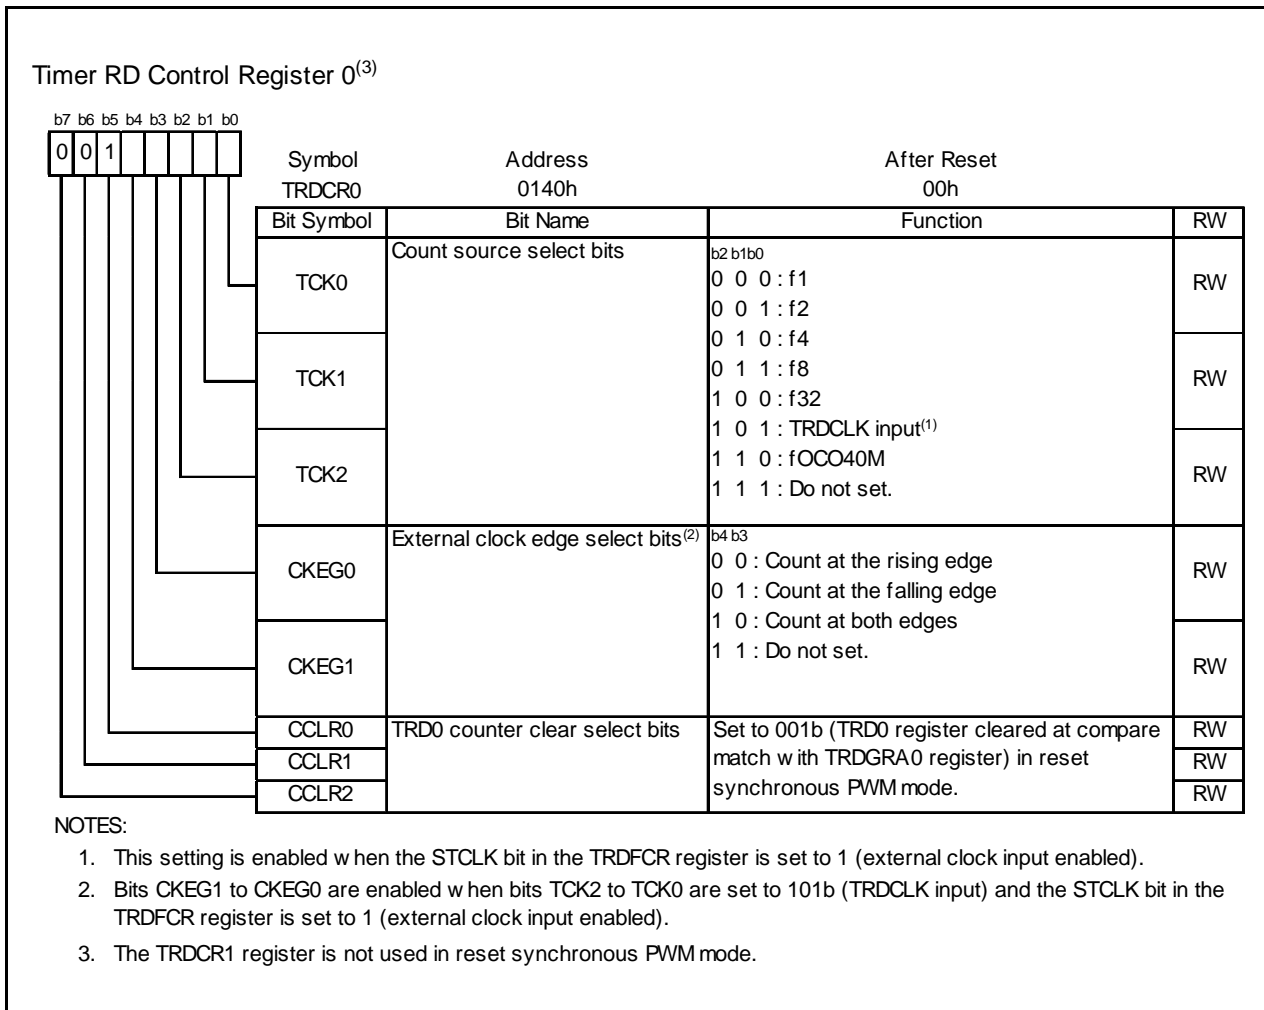 Timer RD Control Register 0(3)
b7 b6 b5 b4 b3 b2 b1 b0
0 0 1
Symbol Address After Reset
TRDCR0 0140h 00h
Bit Symbol Bit Name Function RW
TCK0 Count source select bits b2 b1 b0 RW
0 0 0 : f1
0 0 1 : f2
0 1 0 : f4
TCK1 0 1 1 : f8 RW
1 0 0 : f32
1 0 1 : TRDCLK input(1)
TCK2 1 1 0 : fOCO40M RW
1 1 1 : Do not set.
CKEG0 External clock edge select bits(2) b4 b3 RW
0 0 : Count at the rising edge
0 1 : Count at the falling edge
1 0 : Count at both edges
CKEG1 1 1 : Do not set. RW
CCLR0 TRD0 counter clear select bits Set to 001b (TRD0 register cleared at compare RW
CCLR1 match with TRDGRA0 register) in reset RW
CCLR2 synchronous PWM mode. RW
NOTES:
1. This setting is enabled when the STCLK bit in the TRDFCR register is set to 1 (external clock input enabled).
2. Bits CKEG1 to CKEG0 are enabled when bits TCK2 to TCK0 are set to 101b (TRDCLK input) and the STCLK bit in the
TRDFCR register is set to 1 (external clock input enabled).
3. The TRDCR1 register is not used in reset synchronous PWM mode.